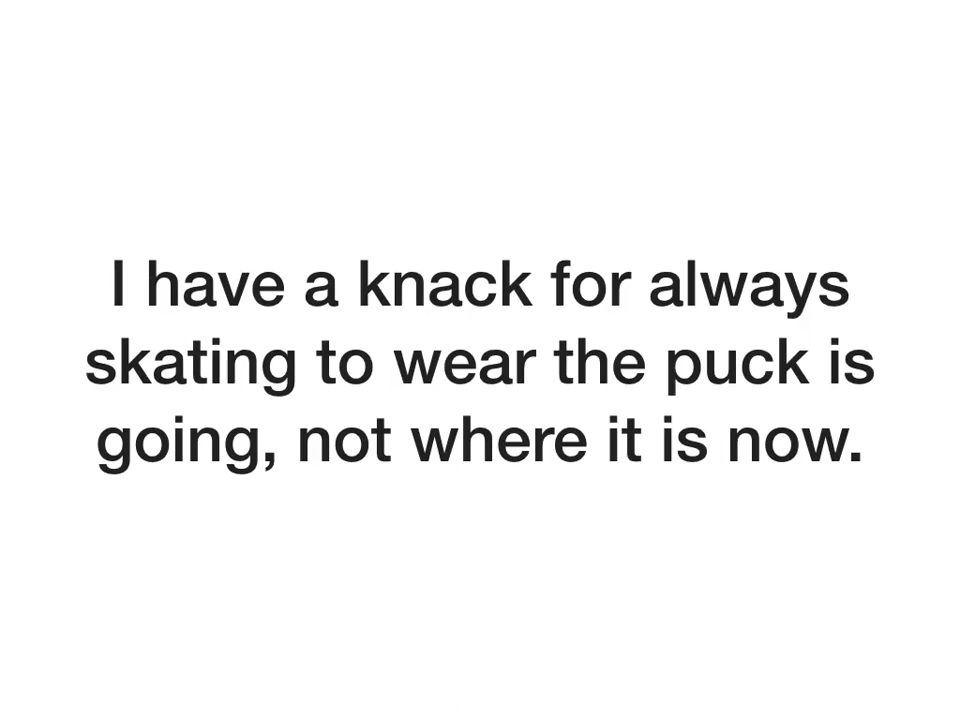 I have a knack for always
skating to wear the puck is
going, not where it is now.